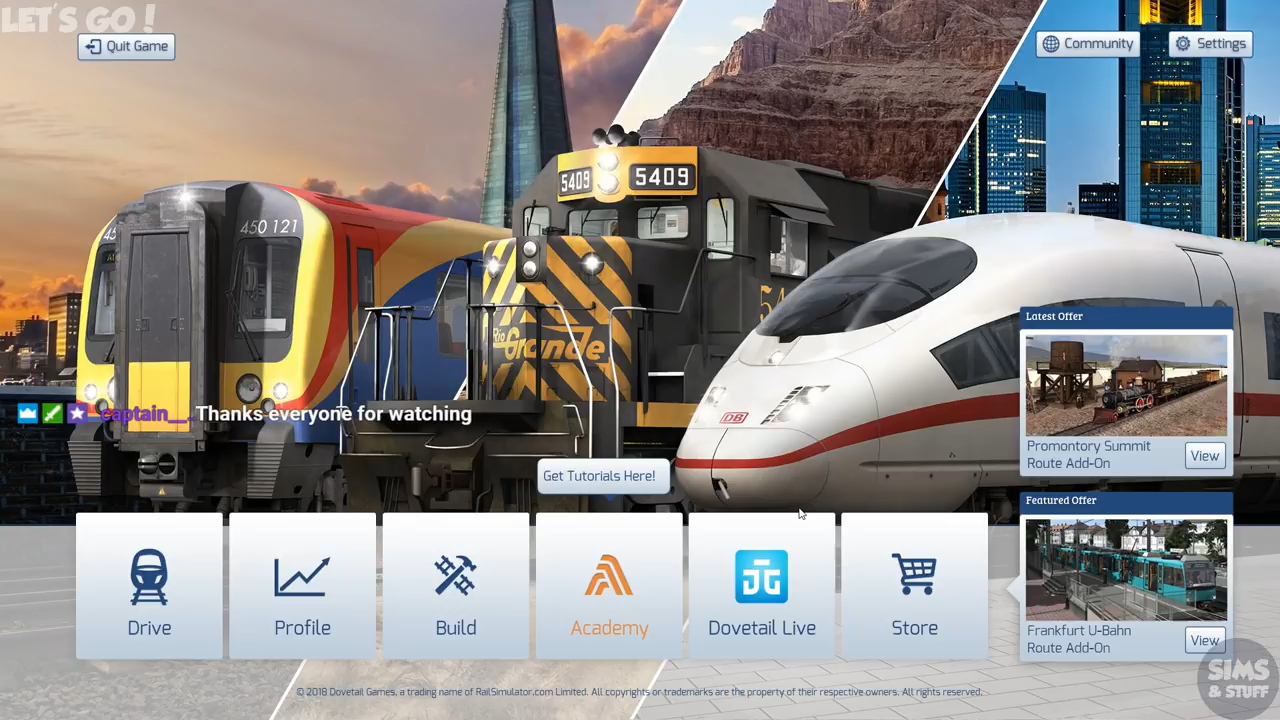 LET'S GO !
Quit Game
Community
Settings
5409
5409
450 121
45
54
Rio Grande
DB
captain__. Thanks everyone for watching
Get Tutorials Here!
Latest Offer
Promontory Summit
Route Add-On
View
Featured Offer
Frankfurt U-Bahn
Route Add-On
View
Drive
Profile
Build
Academy
Dovetail Live
Store
© 2018 Dovetail Games, a trading name of RailSimulator.com Limited. All copyrights or trademarks are the property of their respective owners. All rights reserved.
SIMS
& STUFF